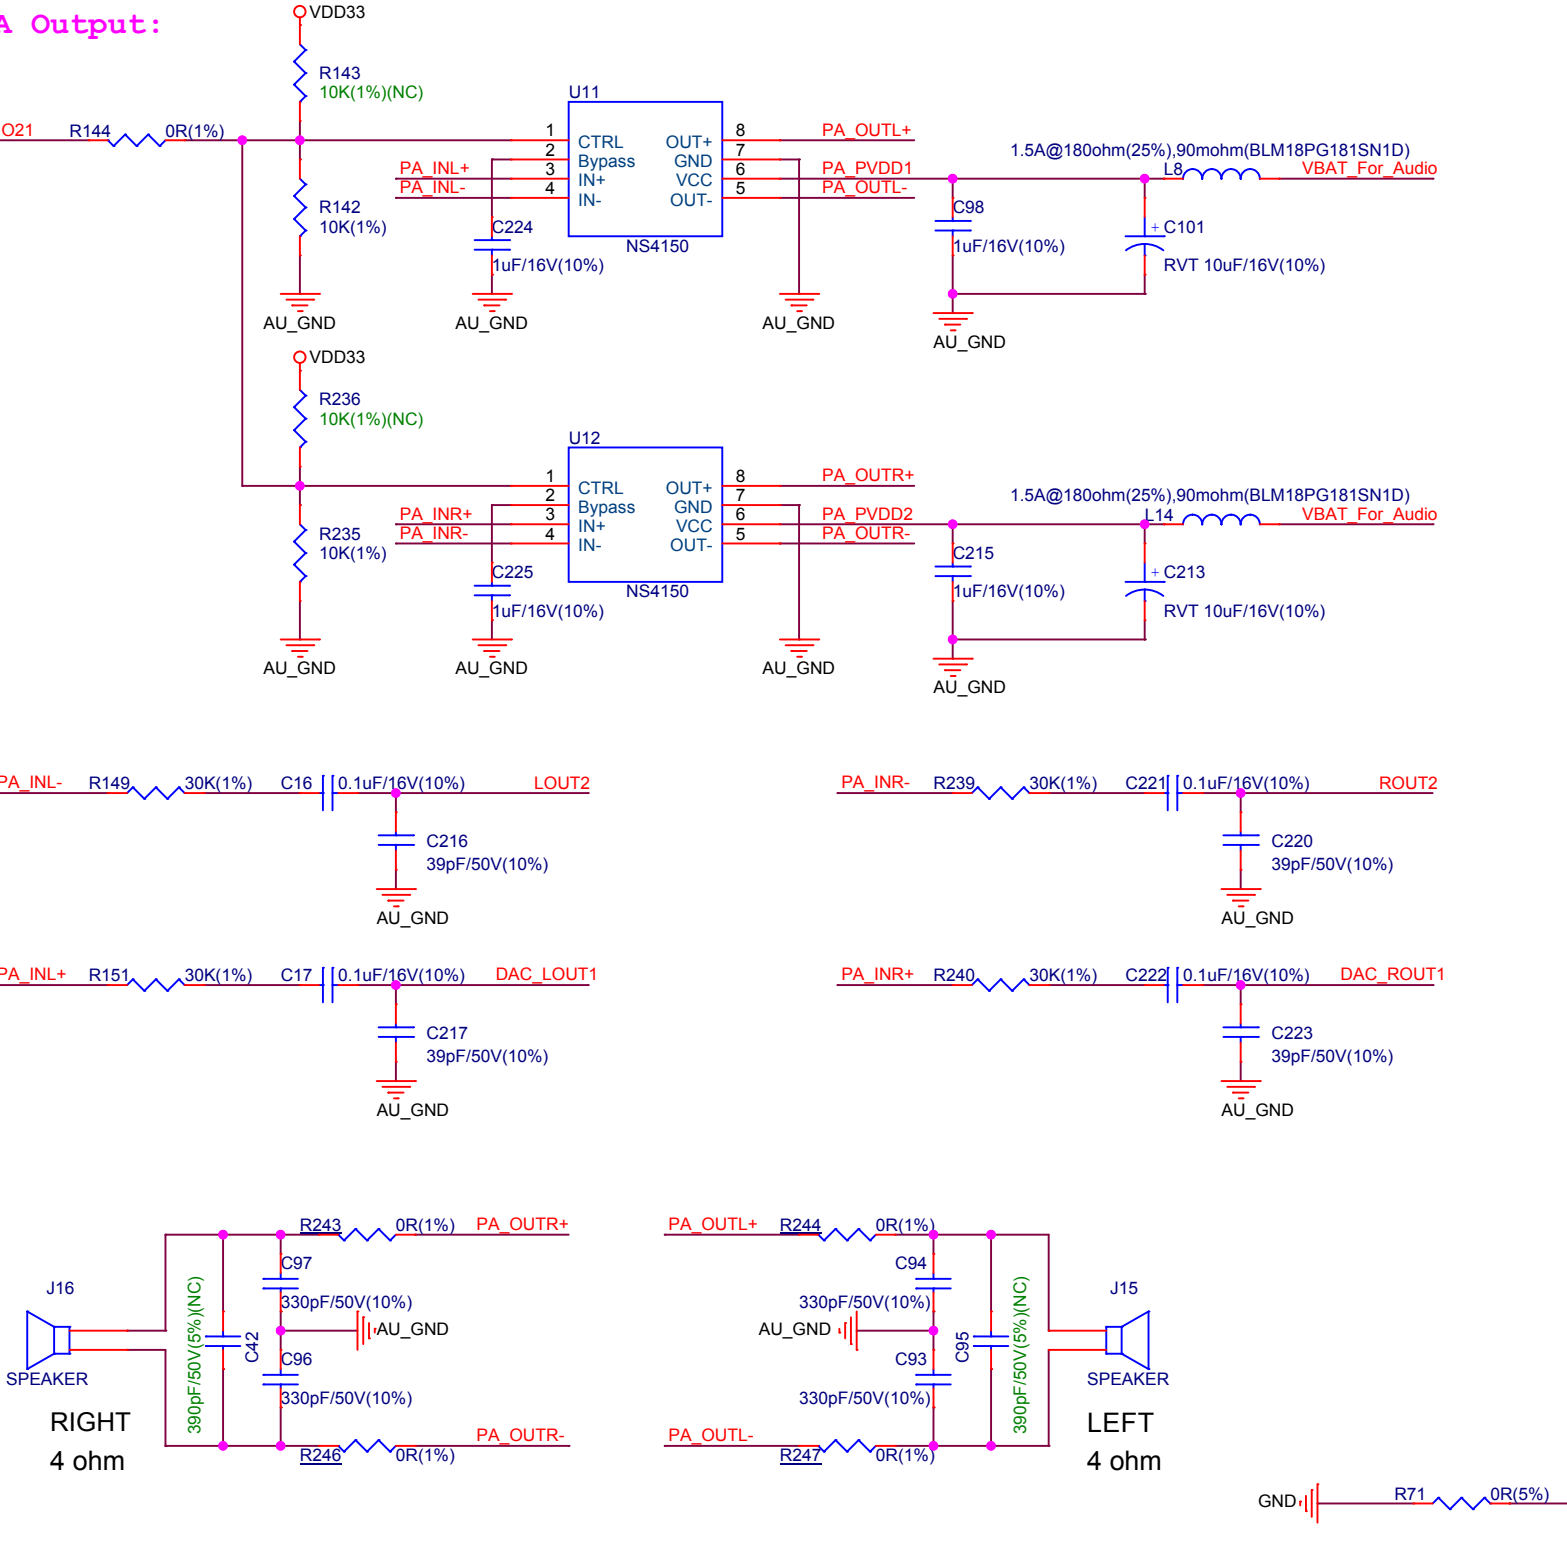 A Output:
VDD33
R143
10K(1%)(NC)
U11
O21
R144
0R(1%)
1
CTRL
OUT+
8
PA_OUTL+
2
Bypass
GND
7
1.5A@180ohm(25%),90mohm(BLM18PG181SN1D)
PA_INL+
3
IN+
VCC
6
PA_PVDD1
L8
VBAT_For_Audio
PA_INL-
4
IN-
OUT-
5
PA_OUTL-
R142
10K(1%)
C224
1uF/16V(10%)
NS4150
C98
1uF/16V(10%)
+
C101
RVT 10uF/16V(10%)
AU_GND
AU_GND
AU_GND
AU_GND
VDD33
R236
10K(1%)(NC)
U12
1
CTRL
OUT+
8
PA_OUTR+
2
Bypass
GND
7
1.5A@180ohm(25%),90mohm(BLM18PG181SN1D)
PA_INR+
3
IN+
VCC
6
PA_PVDD2
L14
VBAT_For_Audio
PA_INR-
4
IN-
OUT-
5
PA_OUTR-
R235
10K(1%)
C225
1uF/16V(10%)
NS4150
C215
1uF/16V(10%)
+
C213
RVT 10uF/16V(10%)
AU_GND
AU_GND
AU_GND
AU_GND
PA_INL-
R149
30K(1%)
C16
0.1uF/16V(10%)
LOUT2
C216
39pF/50V(10%)
AU_GND
PA_INR-
R239
30K(1%)
C221
0.1uF/16V(10%)
ROUT2
C220
39pF/50V(10%)
AU_GND
PA_INL+
R151
30K(1%)
C17
0.1uF/16V(10%)
DAC_LOUT1
C217
39pF/50V(10%)
AU_GND
PA_INR+
R240
30K(1%)
C222
0.1uF/16V(10%)
DAC_ROUT1
C223
39pF/50V(10%)
AU_GND
R243
0R(1%)
PA_OUTR+
J16
C97
330pF/50V(10%)
390pF/50V(5%)(NC)
C42
AU_GND
C96
330pF/50V(10%)
SPEAKER
RIGHT
4 ohm
R246
0R(1%)
PA_OUTR-
PA_OUTL+
R244
0R(1%)
C94
330pF/50V(10%)
AU_GND
C95
390pF/50V(5%)(NC)
J15
C93
330pF/50V(10%)
SPEAKER
LEFT
4 ohm
PA_OUTL-
R247
0R(1%)
GND
R71
0R(5%)